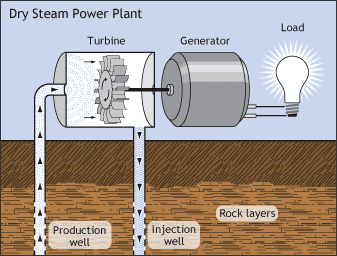 Dry Steam Power Plant
Load
Turbine
Generator
Rock layers
Production
well
Injection
well